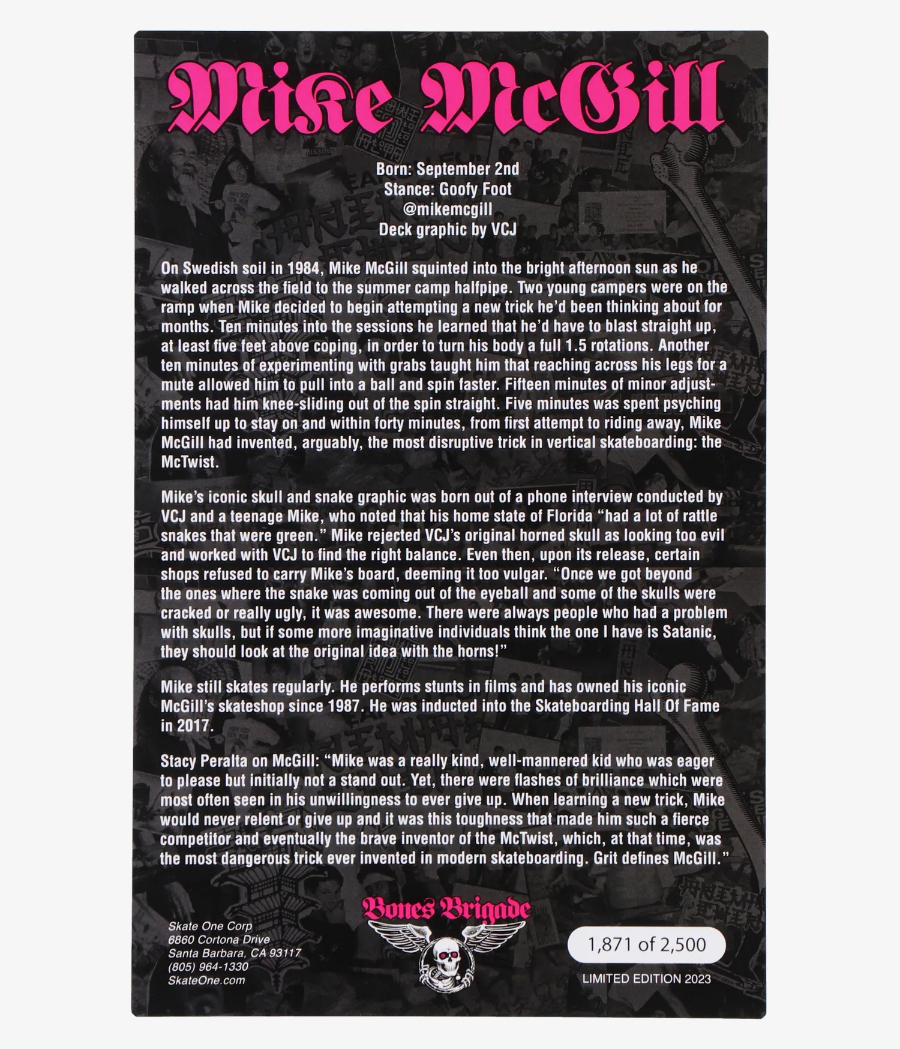 Mike McGill
Born: September 2nd
Stance: Goofy Foot
@mikemcgill
Deck graphic by VCJ
On Swedish soil in 1984, Mike McGill squinted into the bright afternoon sun as he
walked across the field to the summer camp halfpipe. Two young campers were on the
ramp when Mike decided to begin attempting a new trick he’d been thinking about for
months. Ten minutes into the sessions he learned that he’d have to blast straight up,
at least five feet above coping, in order to turn his body a full 1.5 rotations. Another
ten minutes of experimenting with grabs taught him that reaching across his legs for a
mute allowed him to pull into a ball and spin faster. Fifteen minutes of minor adjust-
ments had him knee-sliding out of the spin straight. Five minutes was spent psyching
himself up to stay on and within forty minutes, from first attempt to riding away, Mike
McGill had invented, arguably, the most disruptive trick in vertical skateboarding: the
McTwist.
Mike’s iconic skull and snake graphic was born out of a phone interview conducted by
VCJ and a teenage Mike, who noted that his home state of Florida “had a lot of rattle
snakes that were green.” Mike rejected VCJ’s original horned skull as looking too evil
and worked with VCJ to find the right balance. Even then, upon its release, certain
shops refused to carry Mike’s board, deeming it too vulgar. “Once we got beyond
the ones where the snake was coming out of the eyeball and some of the skulls were
cracked or really ugly, it was awesome. There were always people who had a problem
with skulls, but if some more imaginative individuals think the one I have is Satanic,
they should look at the original idea with the horns!”
Mike still skates regularly. He performs stunts in films and has owned his iconic
McGill’s skateshop since 1987. He was inducted into the Skateboarding Hall Of Fame
in 2017.
Stacy Peralta on McGill: “Mike was a really kind, well-mannered kid who was eager
to please but initially not a stand out. Yet, there were flashes of brilliance which were
most often seen in his unwillingness to ever give up. When learning a new trick, Mike
would never relent or give up and it was this toughness that made him such a fierce
competitor and eventually the brave inventor of the McTwist, which, at that time, was
the most dangerous trick ever invented in modern skateboarding. Grit defines McGill.”
Skate One Corp
6860 Cortona Drive
Santa Barbara, CA 93117
(805) 964-1330
SkateOne.com
Bones Brigade
1,871 of 2,500
LIMITED EDITION 2023